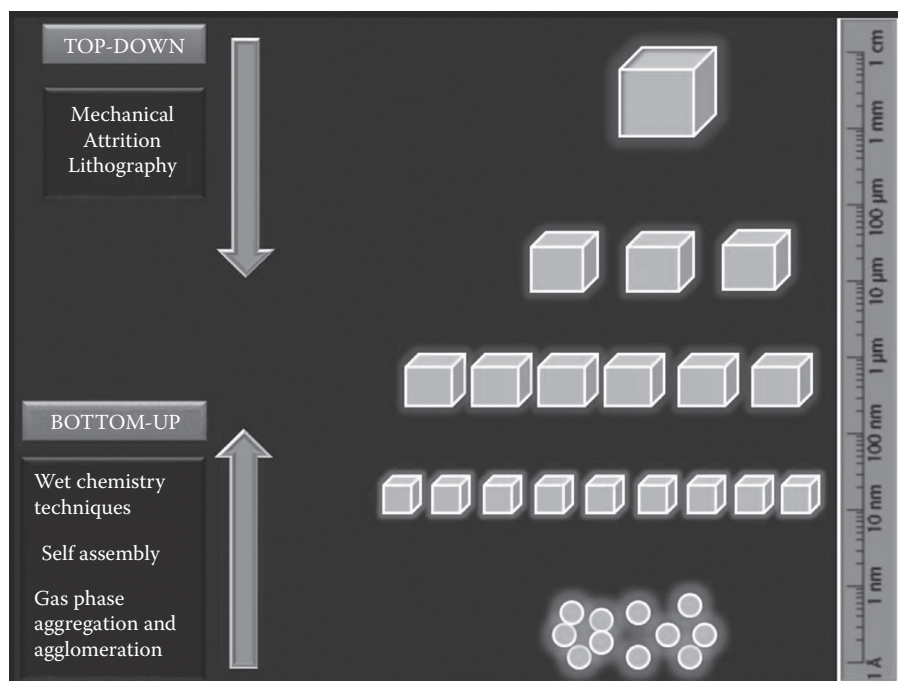 TOP-DOWN
Mechanical
Attrition
Lithography
BOTTOM-UP
Wet chemistry
techniques
Self assembly
Gas phase
aggregation and
agglomeration
1 cm
1 mm
100 µm
10 µm
1 µm
100 nm
10 nm
1 nm
1 Å